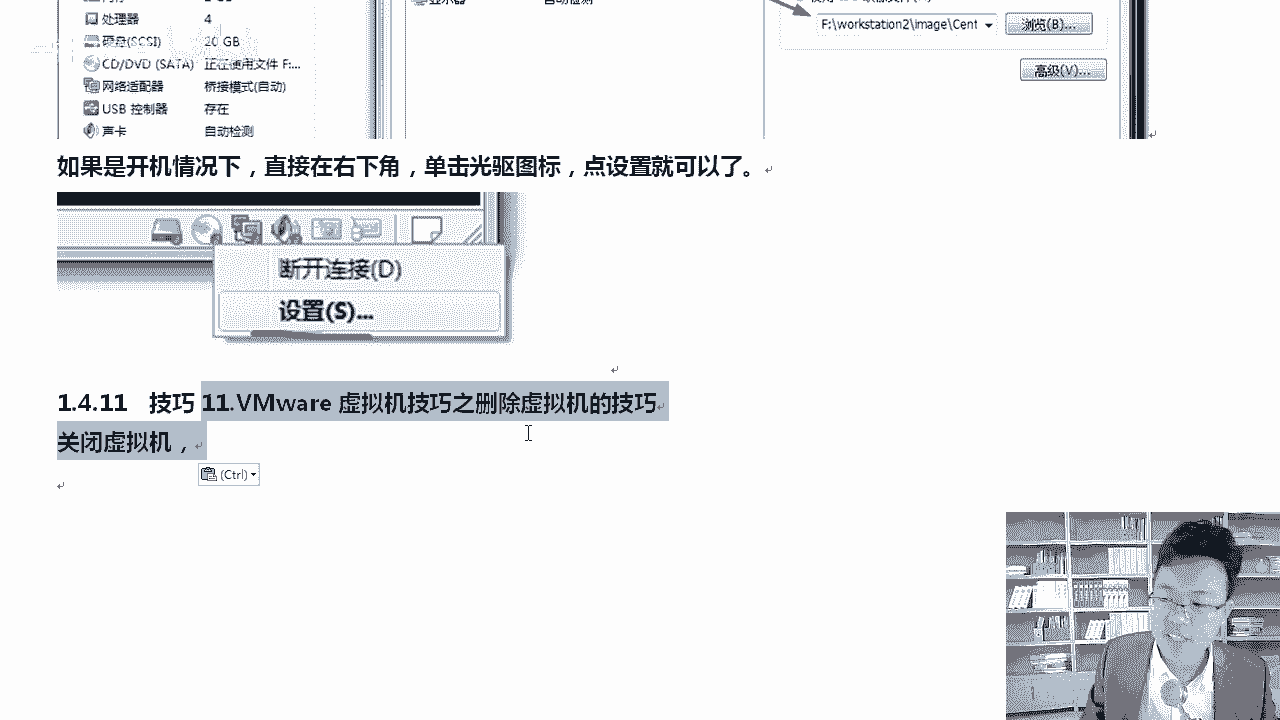 处理器 4
硬盘(SCSI) 20 GB
CD/DVD (SATA) 正在使用文件 F:...
网络适配器 桥接模式(自动)
USB 控制器 存在
声卡 自动检测
F:\workstation2\image\Cent
浏览(B)...
高级(V)...
如果是开机情况下，直接在右下角，单击光驱图标，点设置就可以了。
断开连接(D)
设置(S)...
1.4.11 技巧 11.VMware 虚拟机技巧之删除虚拟机的技巧
关闭虚拟机，
(Ctrl)